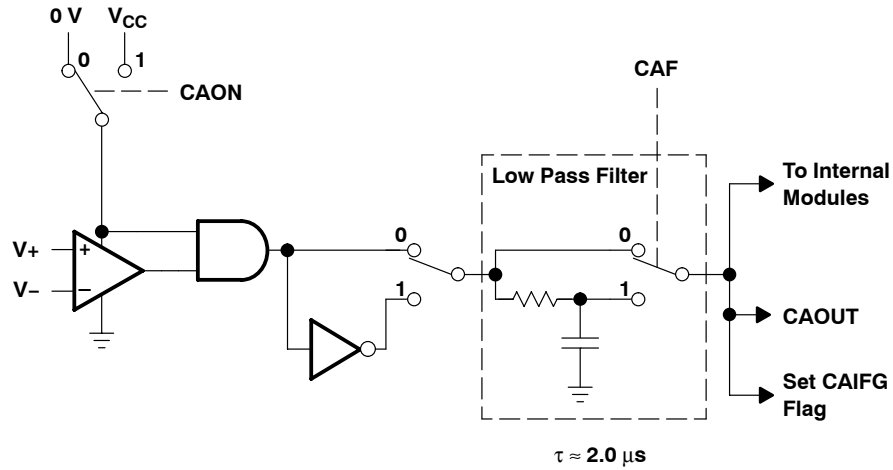 0 V VCC
0 1
CAON
CAF
Low Pass Filter
To Internal
Modules
V+ +
V− −
0 0
1 1
CAOUT
Set CAIFG
Flag
τ ≈ 2.0 μs